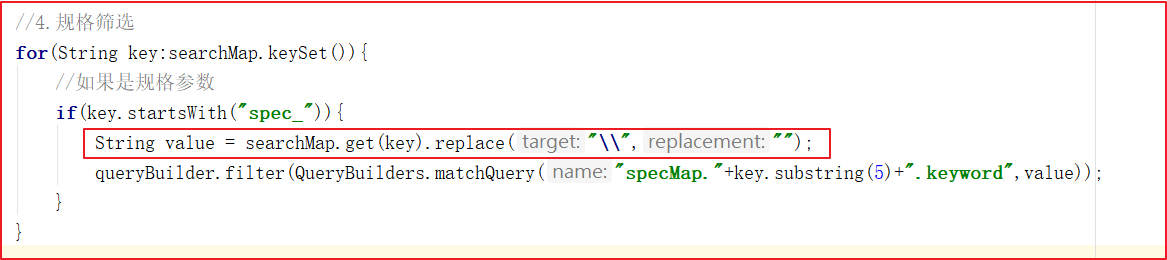 //4.规格筛选
for(String key:searchMap.keySet()){
//如果是规格参数
if(key.startsWith("spec_")){
String value = searchMap.get(key).replace( target: "\\", replacement: "");
queryBuilder.filter(QueryBuilders.matchQuery( name: "specMap."+key.substring(5)+".keyword",value));
}
}